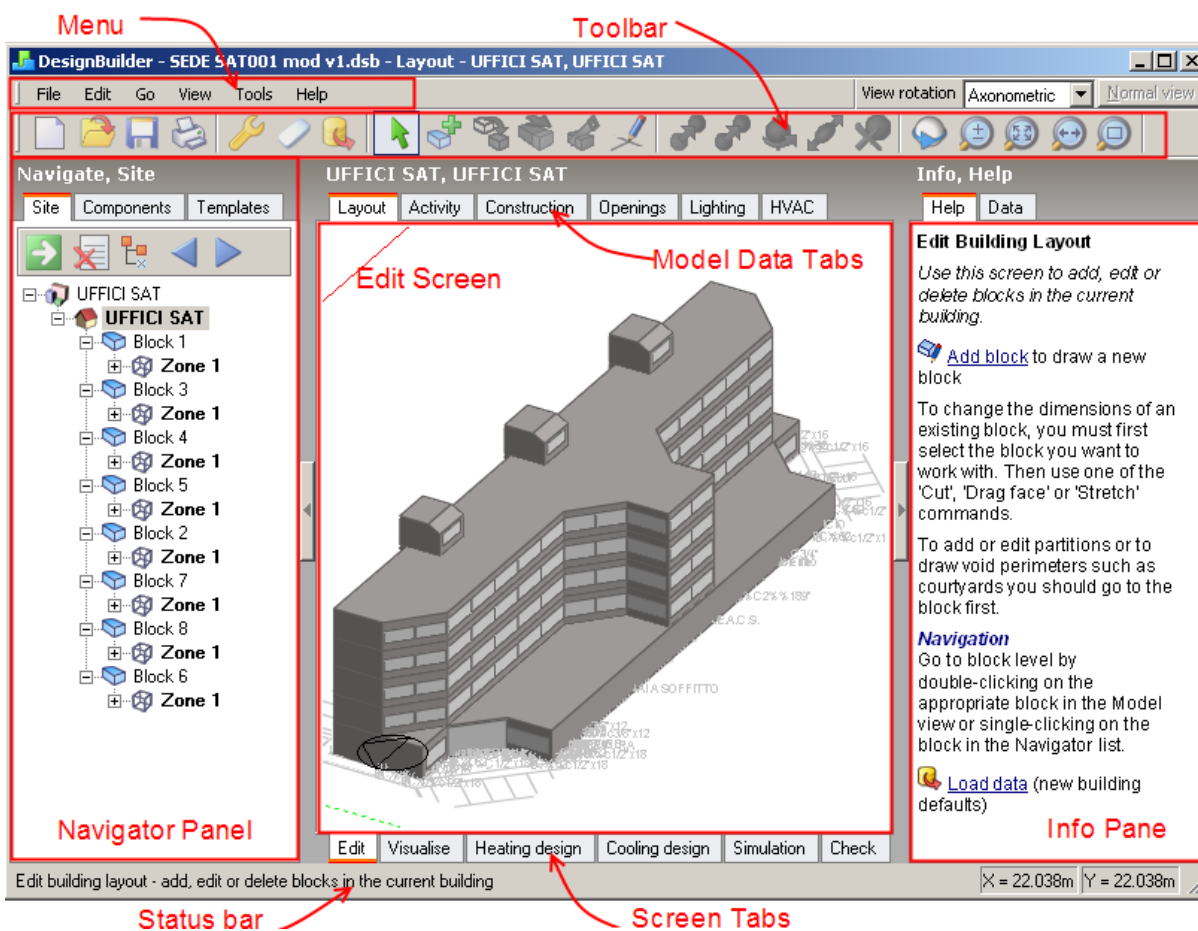 Menu
Toolbar
DesignBuilder - SEDE SAT001 mod v1.dsb - Layout - UFFICI SAT, UFFICI SAT
File Edit Go View Tools Help
View rotation Axonometric Normal view
Navigate, Site
Site Components Templates
UFFICI SAT
UFFICI SAT
Block 1
Zone 1
Block 3
Zone 1
Block 4
Zone 1
Block 5
Zone 1
Block 2
Zone 1
Block 7
Zone 1
Block 8
Zone 1
Block 6
Zone 1
Navigator Panel
UFFICI SAT, UFFICI SAT
Layout Activity Construction Openings Lighting HVAC
Edit Screen
Model Data Tabs
E.A.C.S.
SOFFITTO
Edit Visualise Heating design Cooling design Simulation Check
Info, Help
Help Data
Edit Building Layout
Use this screen to add, edit or
delete blocks in the current
building.
Add block to draw a new
block
To change the dimensions of an
existing block, you must first
select the block you want to
work with. Then use one of the
'Cut', 'Drag face' or 'Stretch'
commands.
To add or edit partitions or to
draw void perimeters such as
courtyards you should go to the
block first.
Navigation
Go to block level by
double-clicking on the
appropriate block in the Model
view or single-clicking on the
block in the Navigator list.
Load data (new building
defaults)
Info Pane
Edit building layout - add, edit or delete blocks in the current building
X = 22.038m Y = 22.038m
Status bar
Screen Tabs